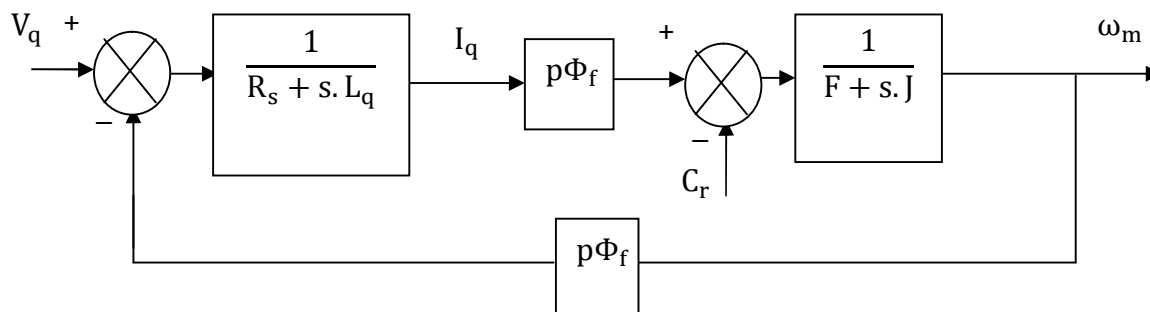 V_q + 1/(R_s + s.L_q) I_q pΦ_f + 1/(F + s.J) ω_m
− − 
C_r
pΦ_f